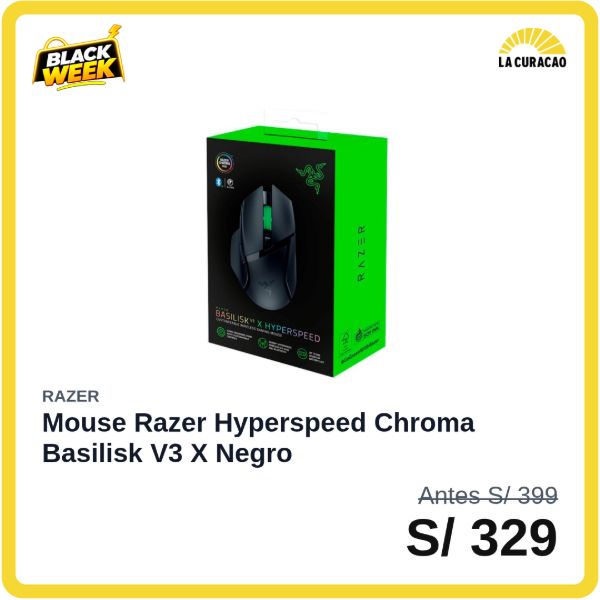 BLACK
WEEK
LA CURACAO
RAZER
BASILISK V3 X HYPERSPEED
RAZER
Mouse Razer Hyperspeed Chroma
Basilisk V3 X Negro
Antes S/ 399
S/ 329